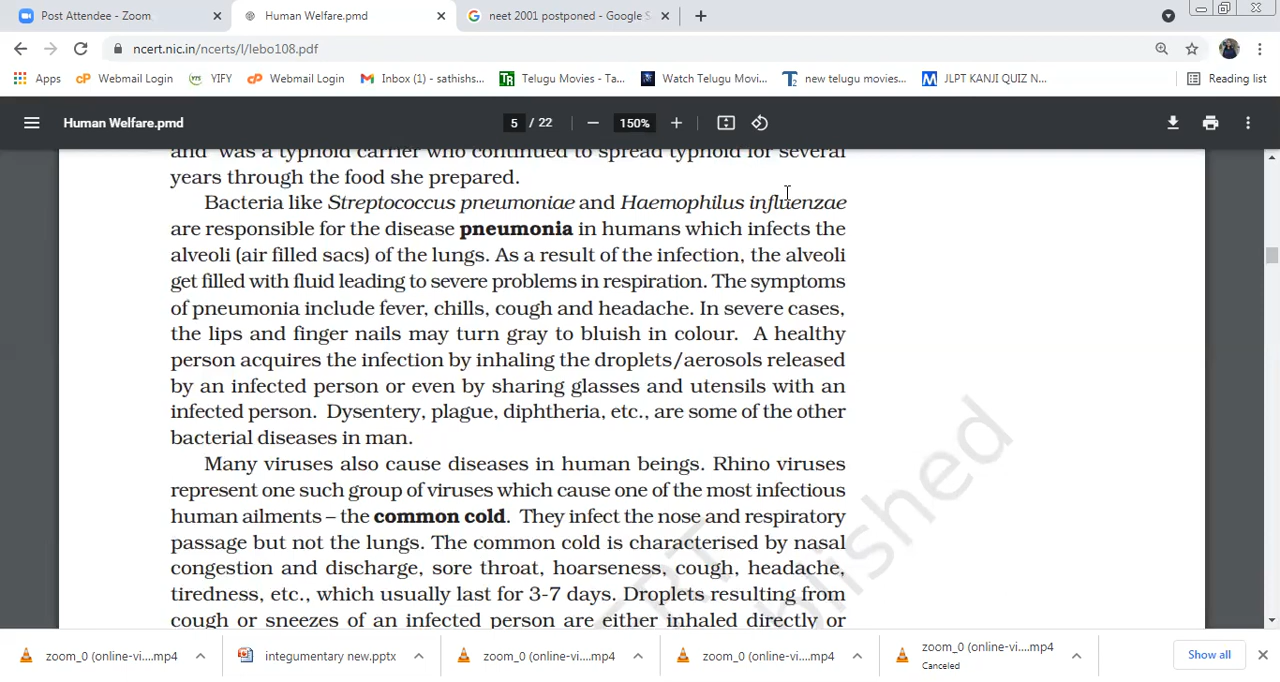 Post Attendee - Zoom
Human Welfare.pmd
neet 2001 postponed - Google S
ncert.nic.in/ncerts/l/lebo108.pdf
Apps
Webmail Login
YIFY
Webmail Login
Inbox (1) - sathishs...
Telugu Movies - Ta...
Watch Telugu Movi...
new telugu movies...
JLPT KANJI QUIZ N...
Reading list
Human Welfare.pmd
5 / 22
150%
and was a typhoid carrier who continued to spread typhoid for several
years through the food she prepared.
Bacteria like Streptococcus pneumoniae and Haemophilus influenzae
are responsible for the disease pneumonia in humans which infects the
alveoli (air filled sacs) of the lungs. As a result of the infection, the alveoli
get filled with fluid leading to severe problems in respiration. The symptoms
of pneumonia include fever, chills, cough and headache. In severe cases,
the lips and finger nails may turn gray to bluish in colour. A healthy
person acquires the infection by inhaling the droplets/aerosols released
by an infected person or even by sharing glasses and utensils with an
infected person. Dysentery, plague, diphtheria, etc., are some of the other
bacterial diseases in man.
Many viruses also cause diseases in human beings. Rhino viruses
represent one such group of viruses which cause one of the most infectious
human ailments – the common cold. They infect the nose and respiratory
passage but not the lungs. The common cold is characterised by nasal
congestion and discharge, sore throat, hoarseness, cough, headache,
tiredness, etc., which usually last for 3-7 days. Droplets resulting from
cough or sneezes of an infected person are either inhaled directly or
zoom_0 (online-vi....mp4
integumentary new.pptx
zoom_0 (online-vi....mp4
zoom_0 (online-vi....mp4
zoom_0 (online-vi....mp4
Canceled
Show all